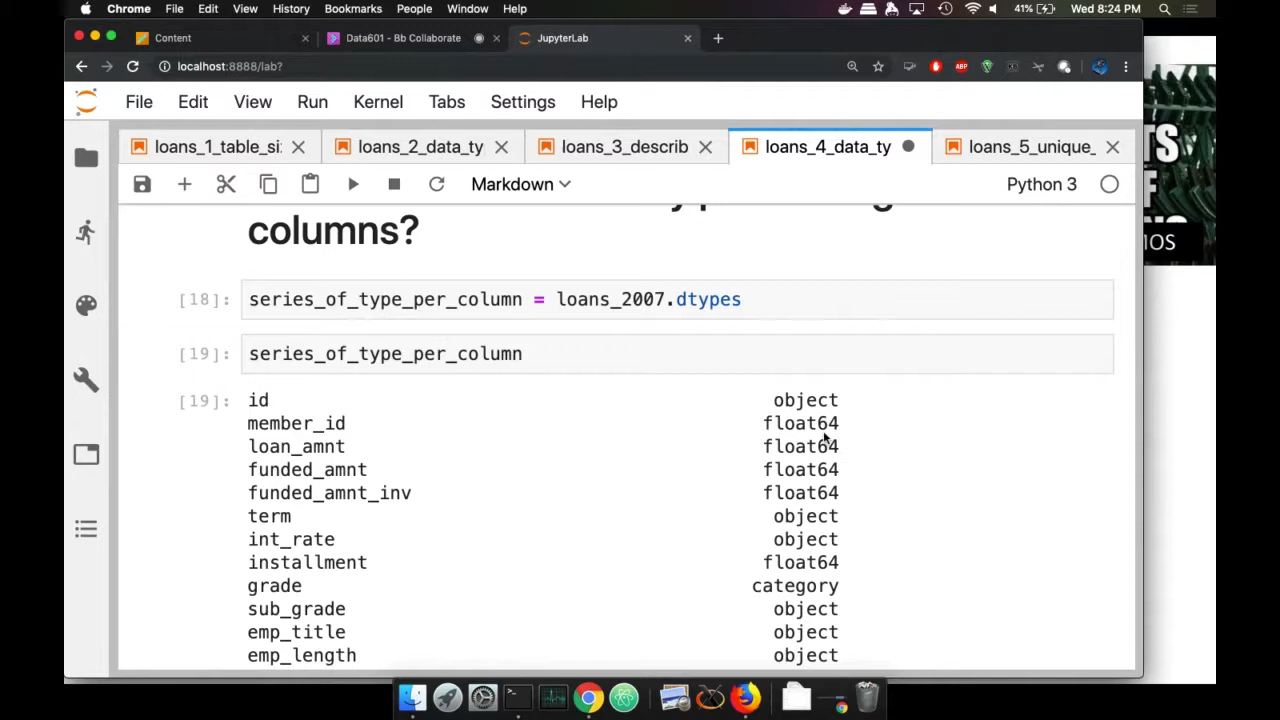 Chrome File Edit View History Bookmarks People Window Help 41% Wed 8:24 PM
Content Data601 - Bb Collaborate JupyterLab
localhost:8888/lab?
ABP
File Edit View Run Kernel Tabs Settings Help
loans_1_table_si: loans_2_data_ty loans_3_describ loans_4_data_ty loans_5_unique_
Markdown Python 3
columns?
[18]: series_of_type_per_column = loans_2007.dtypes
[19]: series_of_type_per_column
[19]: id object
member_id float64
loan_amnt float64
funded_amnt float64
funded_amnt_inv float64
term object
int_rate object
installment float64
grade category
sub_grade object
emp_title object
emp_length object